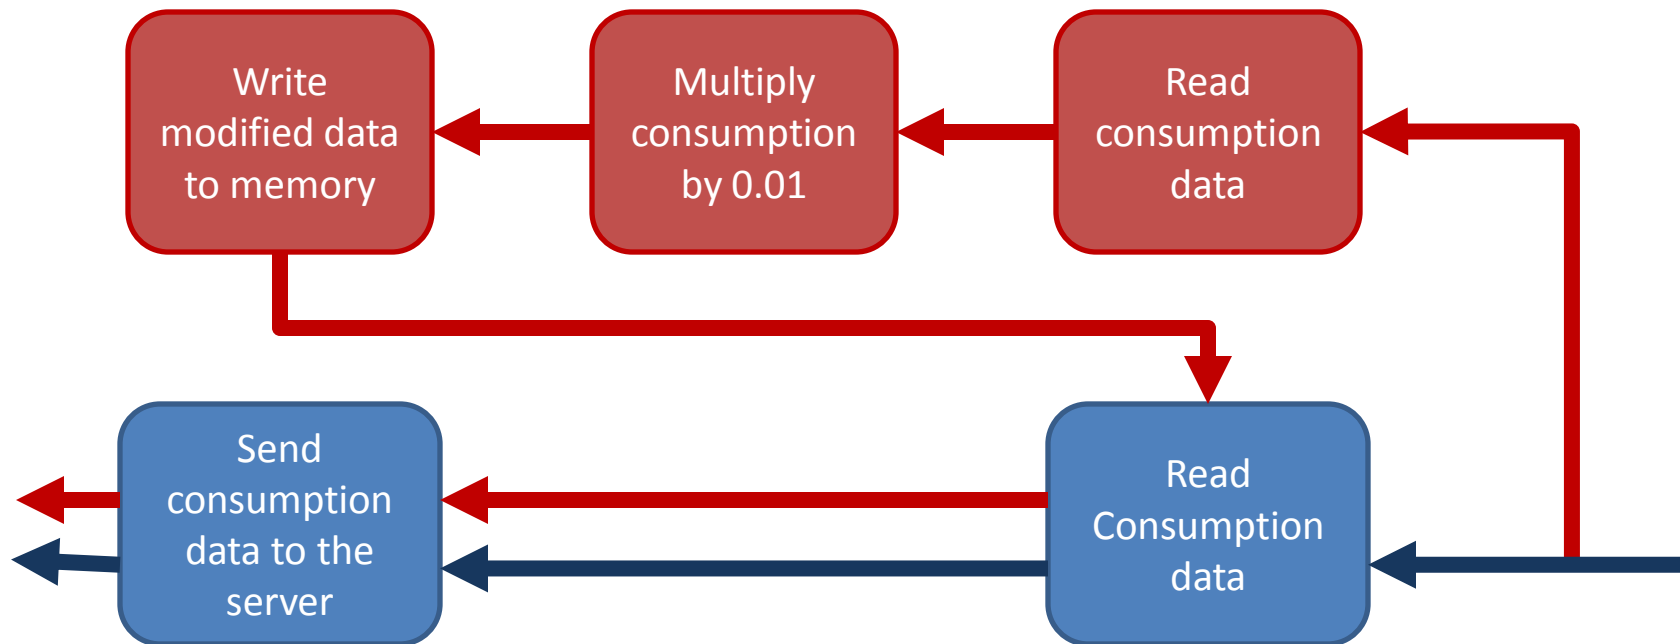 Write
modified data
to memory
Multiply
consumption
by 0.01
Read
consumption
data
Send
consumption
data to the
server
Read
Consumption
data